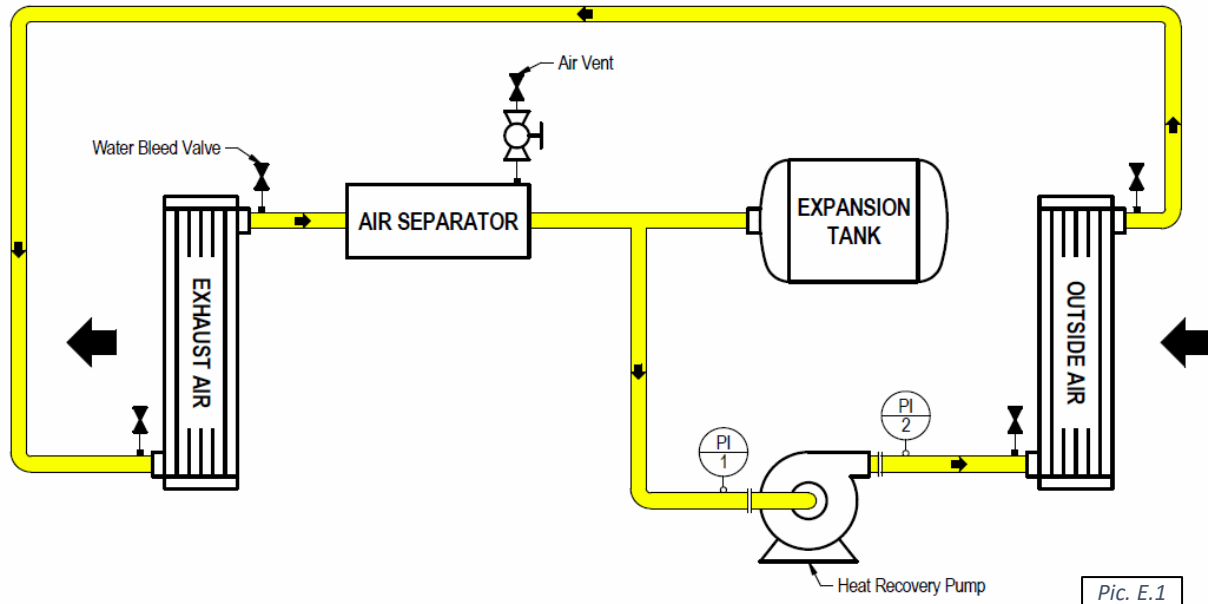 Air Vent
Water Bleed Valve
AIR SEPARATOR
EXPANSION
TANK
EXHAUST AIR
OUTSIDE AIR
PI
1
PI
2
Heat Recovery Pump
Pic. E.1